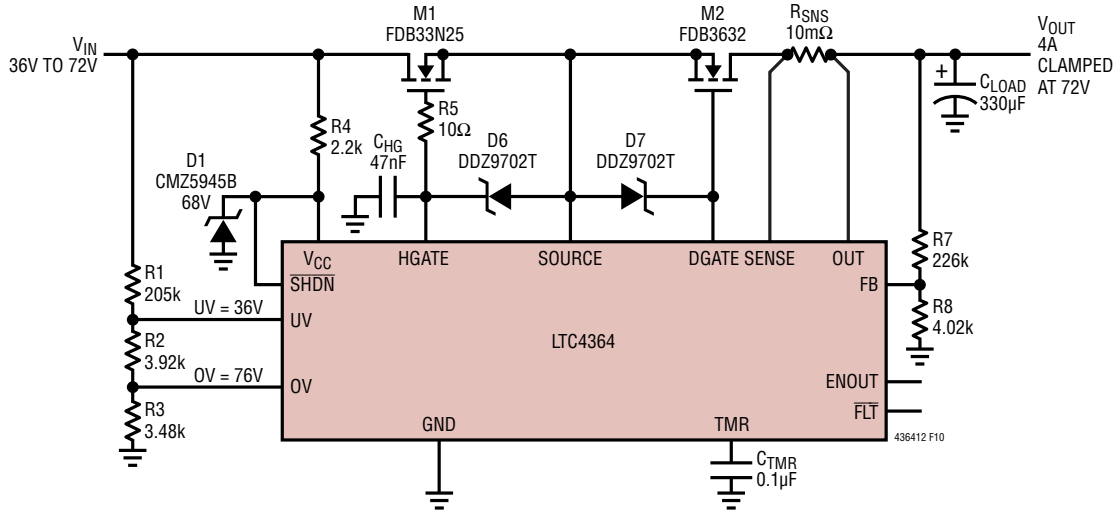 M1
FDB33N25
M2
FDB3632
RSNS
10mΩ
VIN
36V TO 72V
VOUT
4A
CLAMPED
AT 72V
+
CLOAD
330µF
R4
2.2k
R5
10Ω
CHG
47nF
D6
DDZ9702T
D7
DDZ9702T
D1
CMZ5945B
68V
R1
205k
R2
3.92k
R3
3.48k
UV = 36V
OV = 76V
VCC
HGATE
SOURCE
DGATE
SENSE
OUT
SHDN
UV
OV
LTC4364
FB
ENOUT
FLT
GND
TMR
R7
226k
R8
4.02k
436412 F10
CTMR
0.1µF